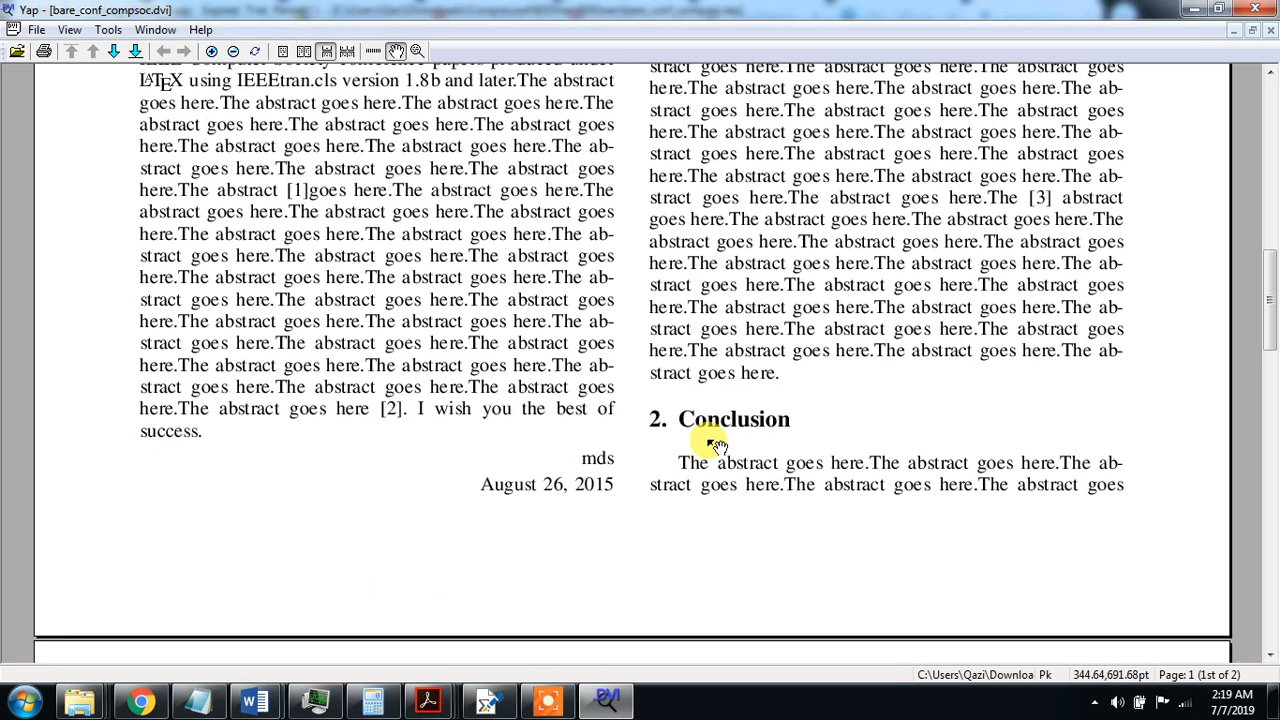 Yap - [bare_conf_compsoc.dvi]
File View Tools Window Help
IEEE Computer Society conference papers produced under
LATEX using IEEEtran.cls version 1.8b and later.The abstract
goes here.The abstract goes here.The abstract goes here.The
abstract goes here.The abstract goes here.The abstract goes
here.The abstract goes here.The abstract goes here.The ab-
stract goes here.The abstract goes here.The abstract goes
here.The abstract [1]goes here.The abstract goes here.The
abstract goes here.The abstract goes here.The abstract goes
here.The abstract goes here.The abstract goes here.The ab-
stract goes here.The abstract goes here.The abstract goes
here.The abstract goes here.The abstract goes here.The ab-
stract goes here.The abstract goes here.The abstract goes
here.The abstract goes here.The abstract goes here.The ab-
stract goes here.The abstract goes here.The abstract goes
here.The abstract goes here.The abstract goes here.The ab-
stract goes here.The abstract goes here.The abstract goes
here.The abstract goes here [2]. I wish you the best of
success.
mds
August 26, 2015
stract goes here.The abstract goes here.The abstract goes
here.The abstract goes here.The abstract goes here.The ab-
stract goes here.The abstract goes here.The abstract goes
here.The abstract goes here.The abstract goes here.The ab-
stract goes here.The abstract goes here.The abstract goes
here.The abstract goes here.The abstract goes here.The ab-
stract goes here.The abstract goes here.The [3] abstract
goes here.The abstract goes here.The abstract goes here.The
abstract goes here.The abstract goes here.The abstract goes
here.The abstract goes here.The abstract goes here.The ab-
stract goes here.The abstract goes here.The abstract goes
here.The abstract goes here.The abstract goes here.The ab-
stract goes here.The abstract goes here.The abstract goes
here.The abstract goes here.The abstract goes here.The ab-
stract goes here.
2. Conclusion
The abstract goes here.The abstract goes here.The ab-
stract goes here.The abstract goes here.The abstract goes
C:\Users\Qazi\Downloa Pk 344.64,691.68pt Page: 1 (1st of 2)
2:19 AM
7/7/2019